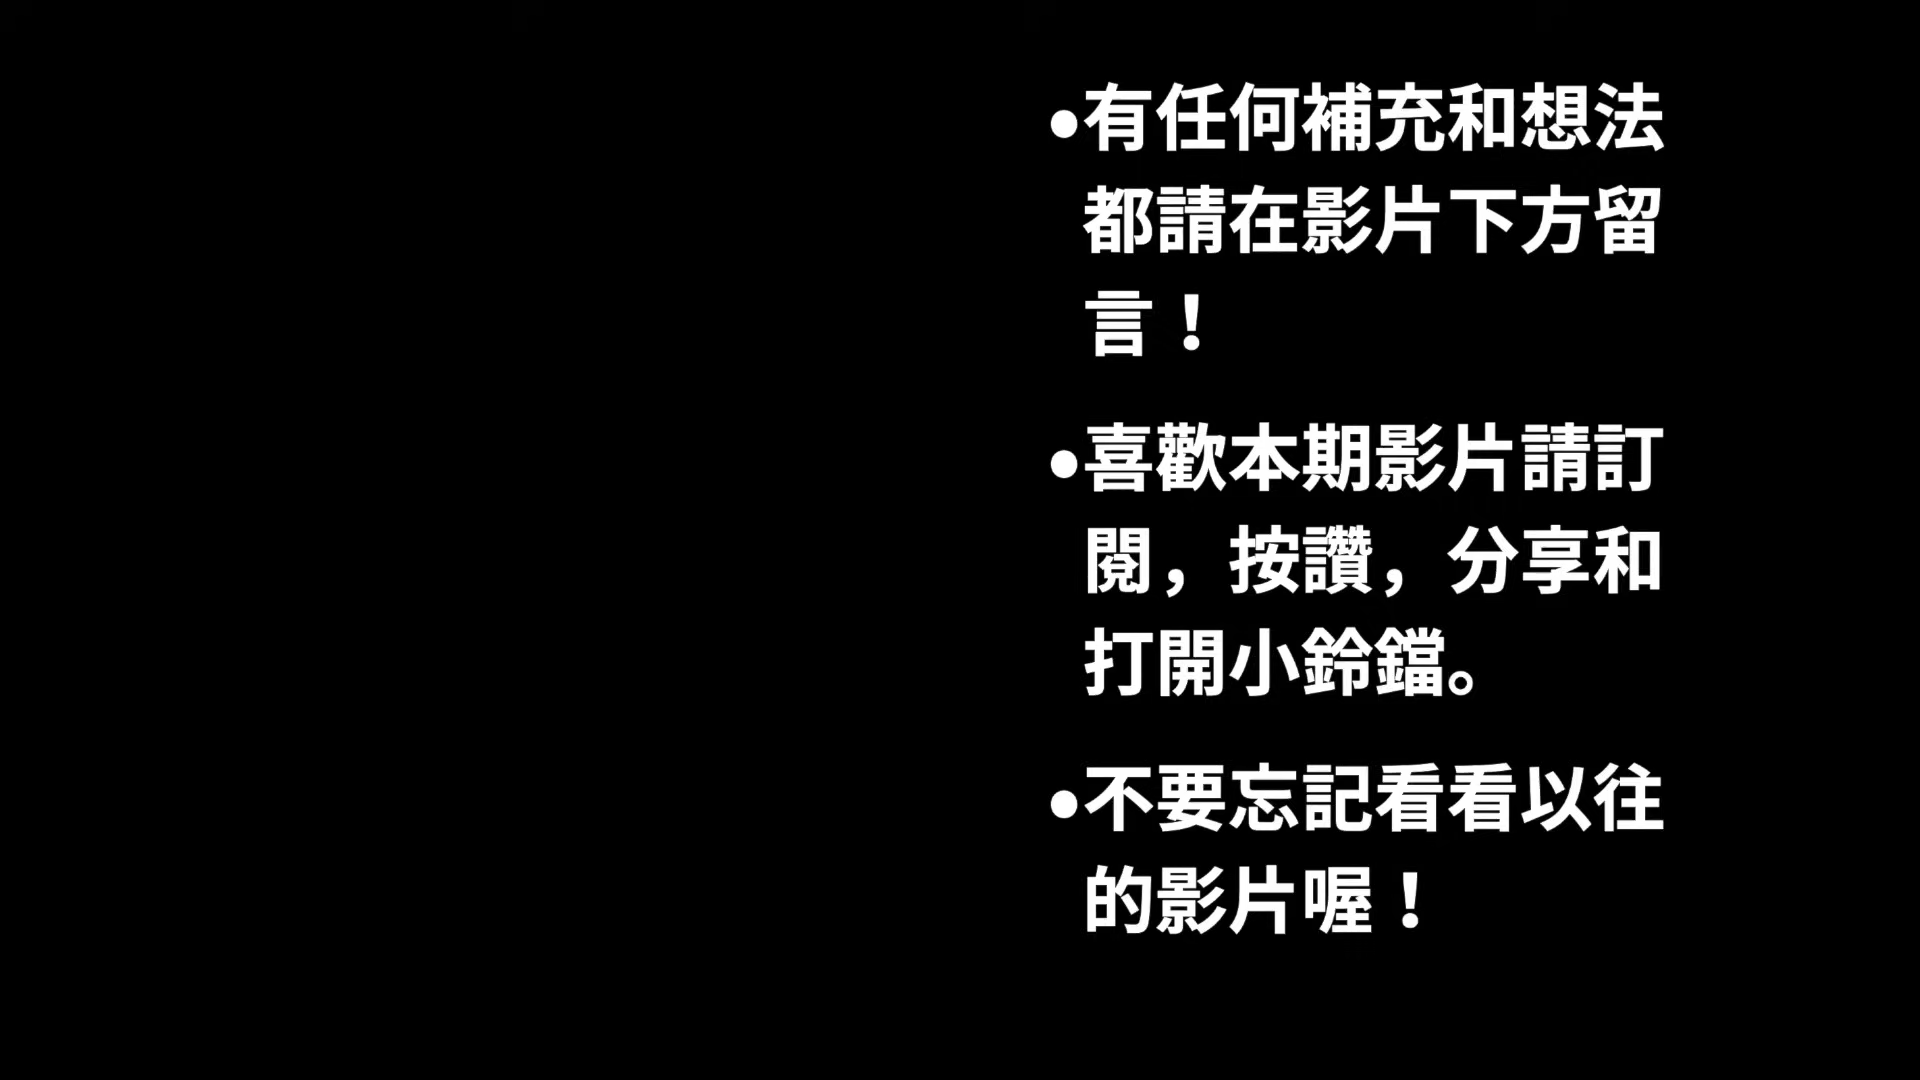 •有任何補充和想法
都請在影片下方留
言！
•喜歡本期影片請訂
閱，按讚，分享和
打開小鈴鐺。
•不要忘記看看以往
的影片喔！